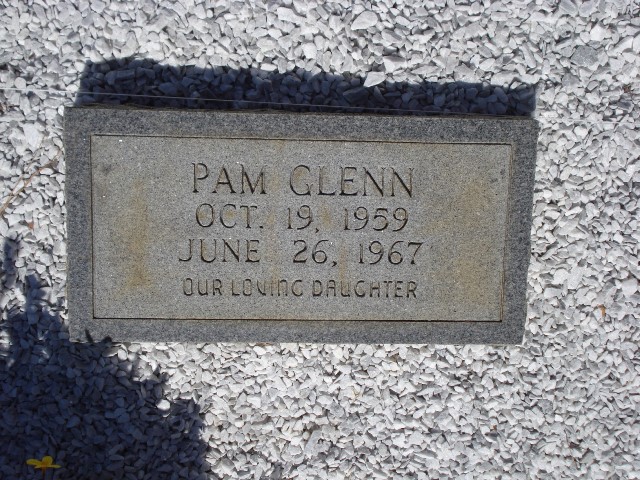 PAM GLENN
OCT. 19, 1959
JUNE 26, 1967
OUR LOVING DAUGHTER